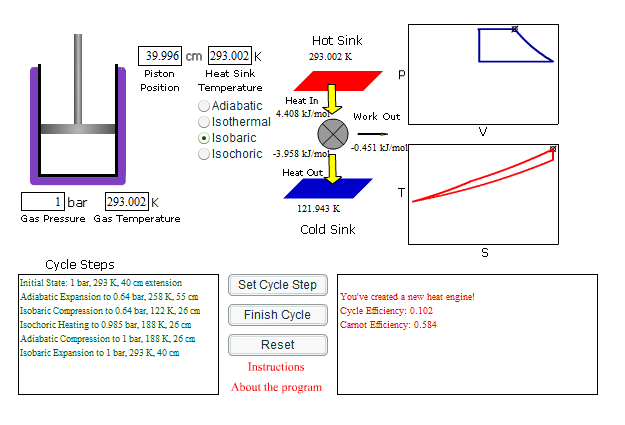 39.996 cm 293.002 K
Piston Position
Heat Sink Temperature
Adiabatic
Isothermal
Isobaric
Isochoric
1 bar 293.002 K
Gas Pressure Gas Temperature
Hot Sink
293.002 K
Heat In
4.408 kJ/mol
Work Out
-0.451 kJ/mol
-3.958 kJ/mol
Heat Out
121.943 K
Cold Sink
P
V
T
S
Cycle Steps
Initial State: 1 bar, 293 K, 40 cm extension
Adiabatic Expansion to 0.64 bar, 258 K, 55 cm
Isobaric Compression to 0.64 bar, 122 K, 26 cm
Isochoric Heating to 0.985 bar, 188 K, 26 cm
Adiabatic Compression to 1 bar, 188 K, 26 cm
Isobaric Expansion to 1 bar, 293 K, 40 cm
Set Cycle Step
Finish Cycle
Reset
Instructions
About the program
You've created a new heat engine!
Cycle Efficiency: 0.102
Carnot Efficiency: 0.584